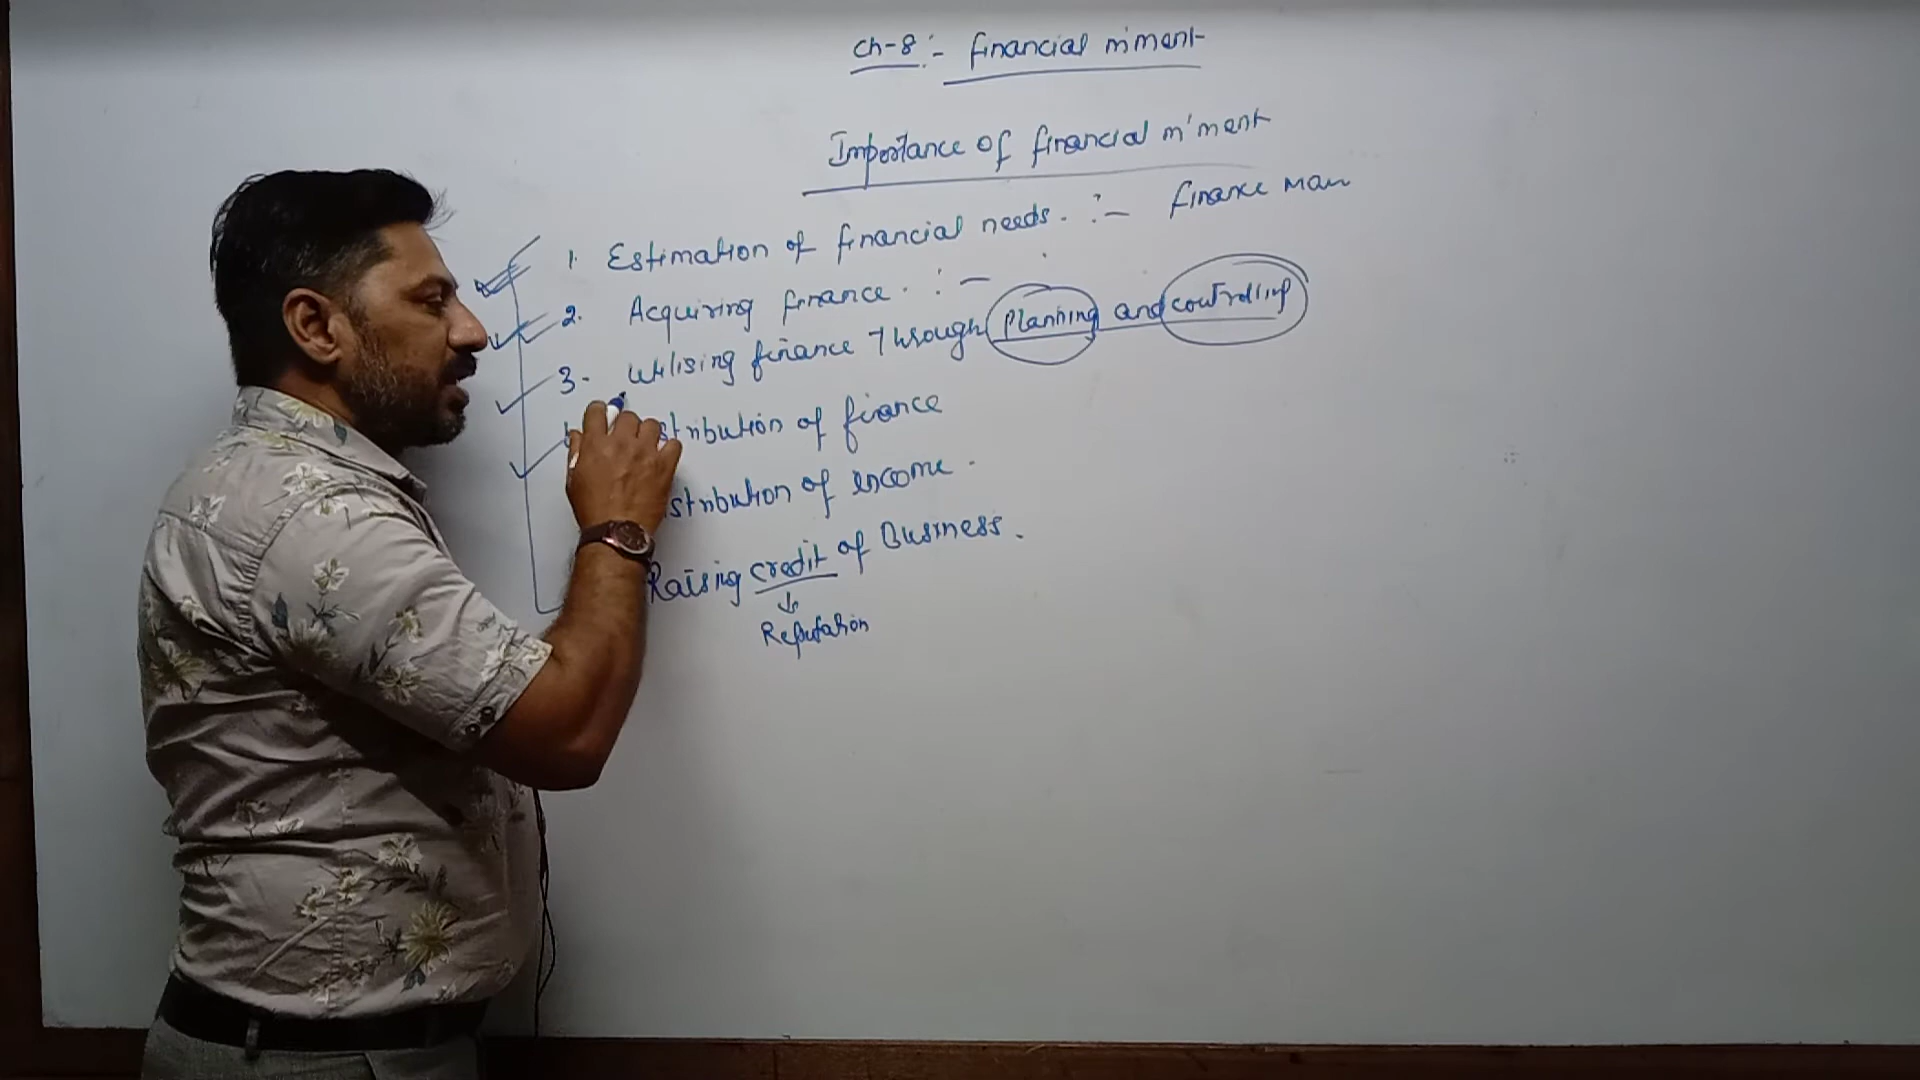 Ch-8:- financial m'ment
Importance of financial m'ment
1. Estimation of financial needs. :- finance man
2. Acquiring finance. :-
3- Utilising finance Through planning and controlling
stribution of finance
stribution of income.
Raising credit of Business.
↓
Reputation